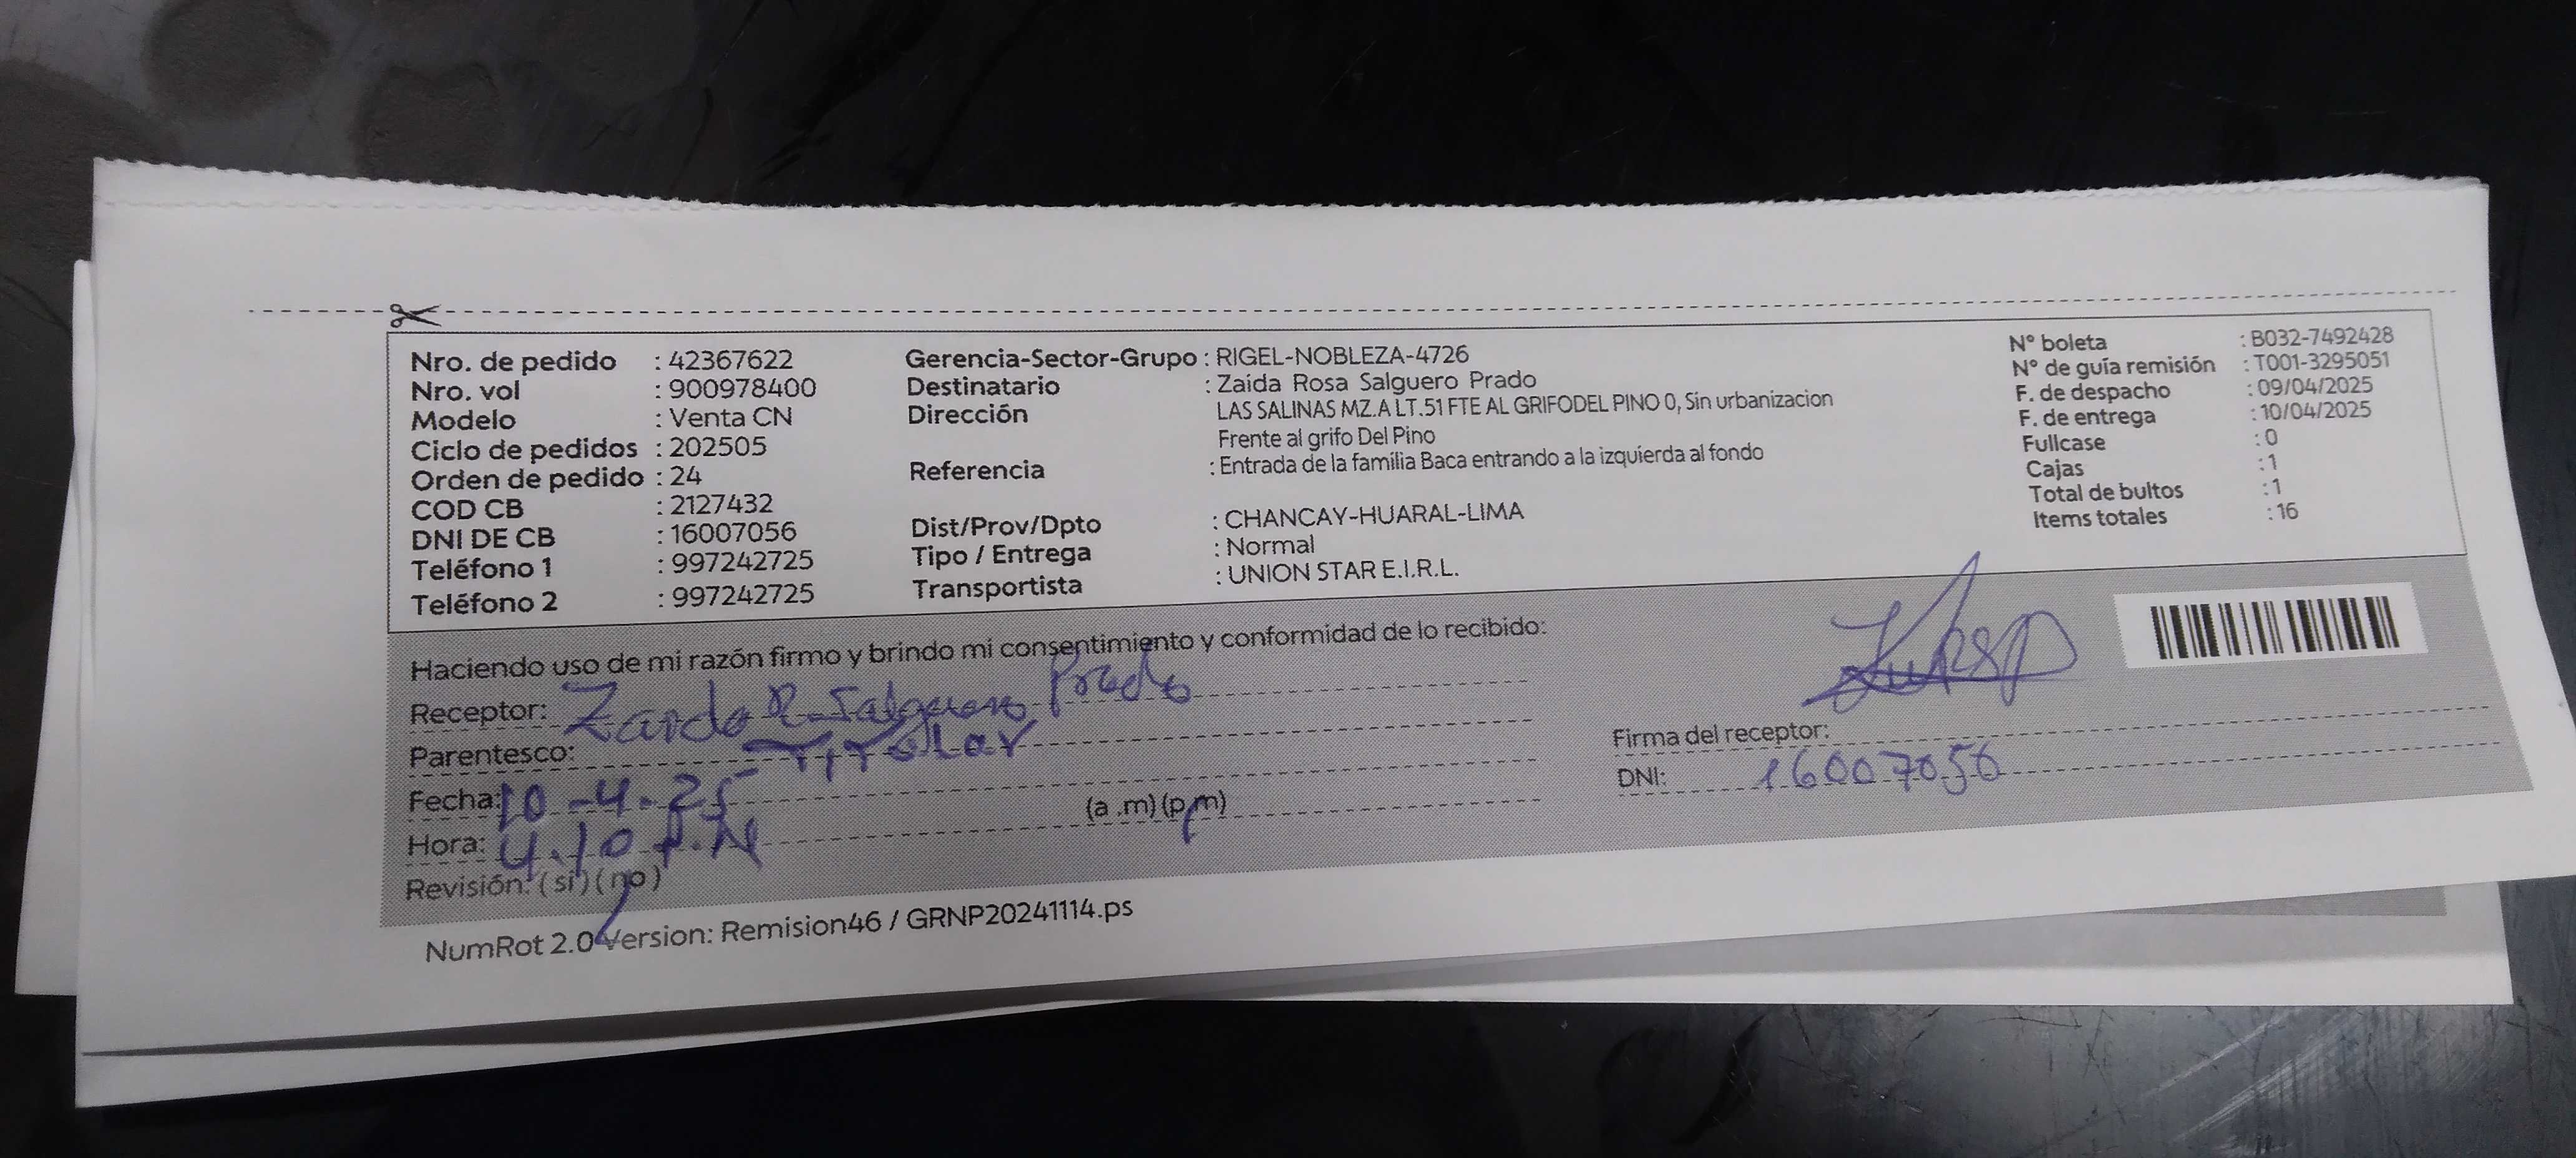 Nro. de pedido : 42367622
Nro. vol : 900978400
Modelo : Venta CN
Ciclo de pedidos : 202505
Orden de pedido : 24
COD CB : 2127432
DNI DE CB : 16007056
Teléfono 1 : 997242725
Teléfono 2 : 997242725
Gerencia-Sector-Grupo : RIGEL-NOBLEZA-4726
Destinatario : Zaida Rosa Salguero Prado
Dirección LAS SALINAS MZ.A LT.51 FTE AL GRIFODEL PINO 0, Sin urbanizacion
Frente al grifo Del Pino
Referencia : Entrada de la familia Baca entrando a la izquierda al fondo
Dist/Prov/Dpto : CHANCAY-HUARAL-LIMA
Tipo / Entrega : Normal
Transportista : UNION STAR E.I.R.L.
N° boleta : B032-7492428
N° de guía remisión : T001-3295051
F. de despacho : 09/04/2025
F. de entrega : 10/04/2025
Fullcase : 0
Cajas : 1
Total de bultos : 1
Items totales : 16
Haciendo uso de mi razón firmo y brindo mi consentimiento y conformidad de lo recibido:
Receptor: Zaida R. Salguero Prado
Parentesco: Titular
Fecha: 10-4-25
Hora: 4.10 P.M (a .m) (p.m)
Revisión: (si) (no)
Firma del receptor:
DNI: 16007056
NumRot 2.0 Version: Remision46 / GRNP20241114.ps